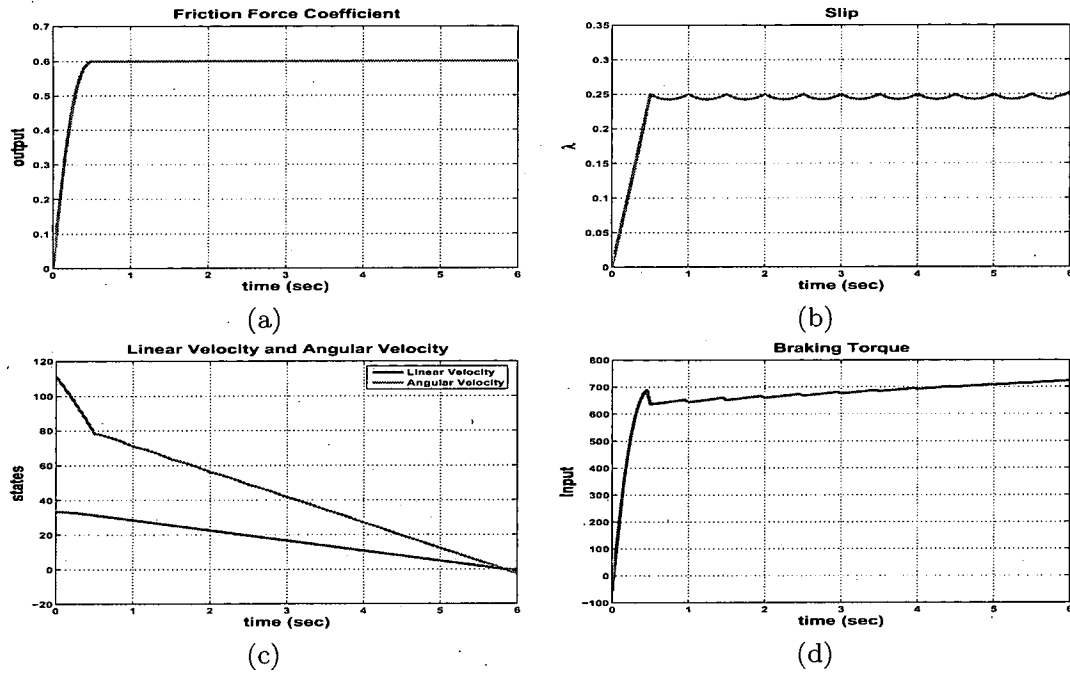 Friction Force Coefficient
0.7
0.6
0.5
0.4
0.3
0.2
0.1
0
output
0 1 2 3 4 5 6
time (sec)
(a)
Slip
0.35
0.3
0.25
0.2
0.15
0.1
0.05
0
λ
0 1 2 3 4 5 6
time (sec)
(b)
Linear Velocity and Angular Velocity
120
100
80
60
40
20
0
−20
states
Linear Velocity
Angular Velocity
0 1 2 3 4 5 6
time (sec)
(c)
Braking Torque
800
700
600
500
400
300
200
100
0
−100
Input
0 1 2 3 4 5 6
time (sec)
(d)